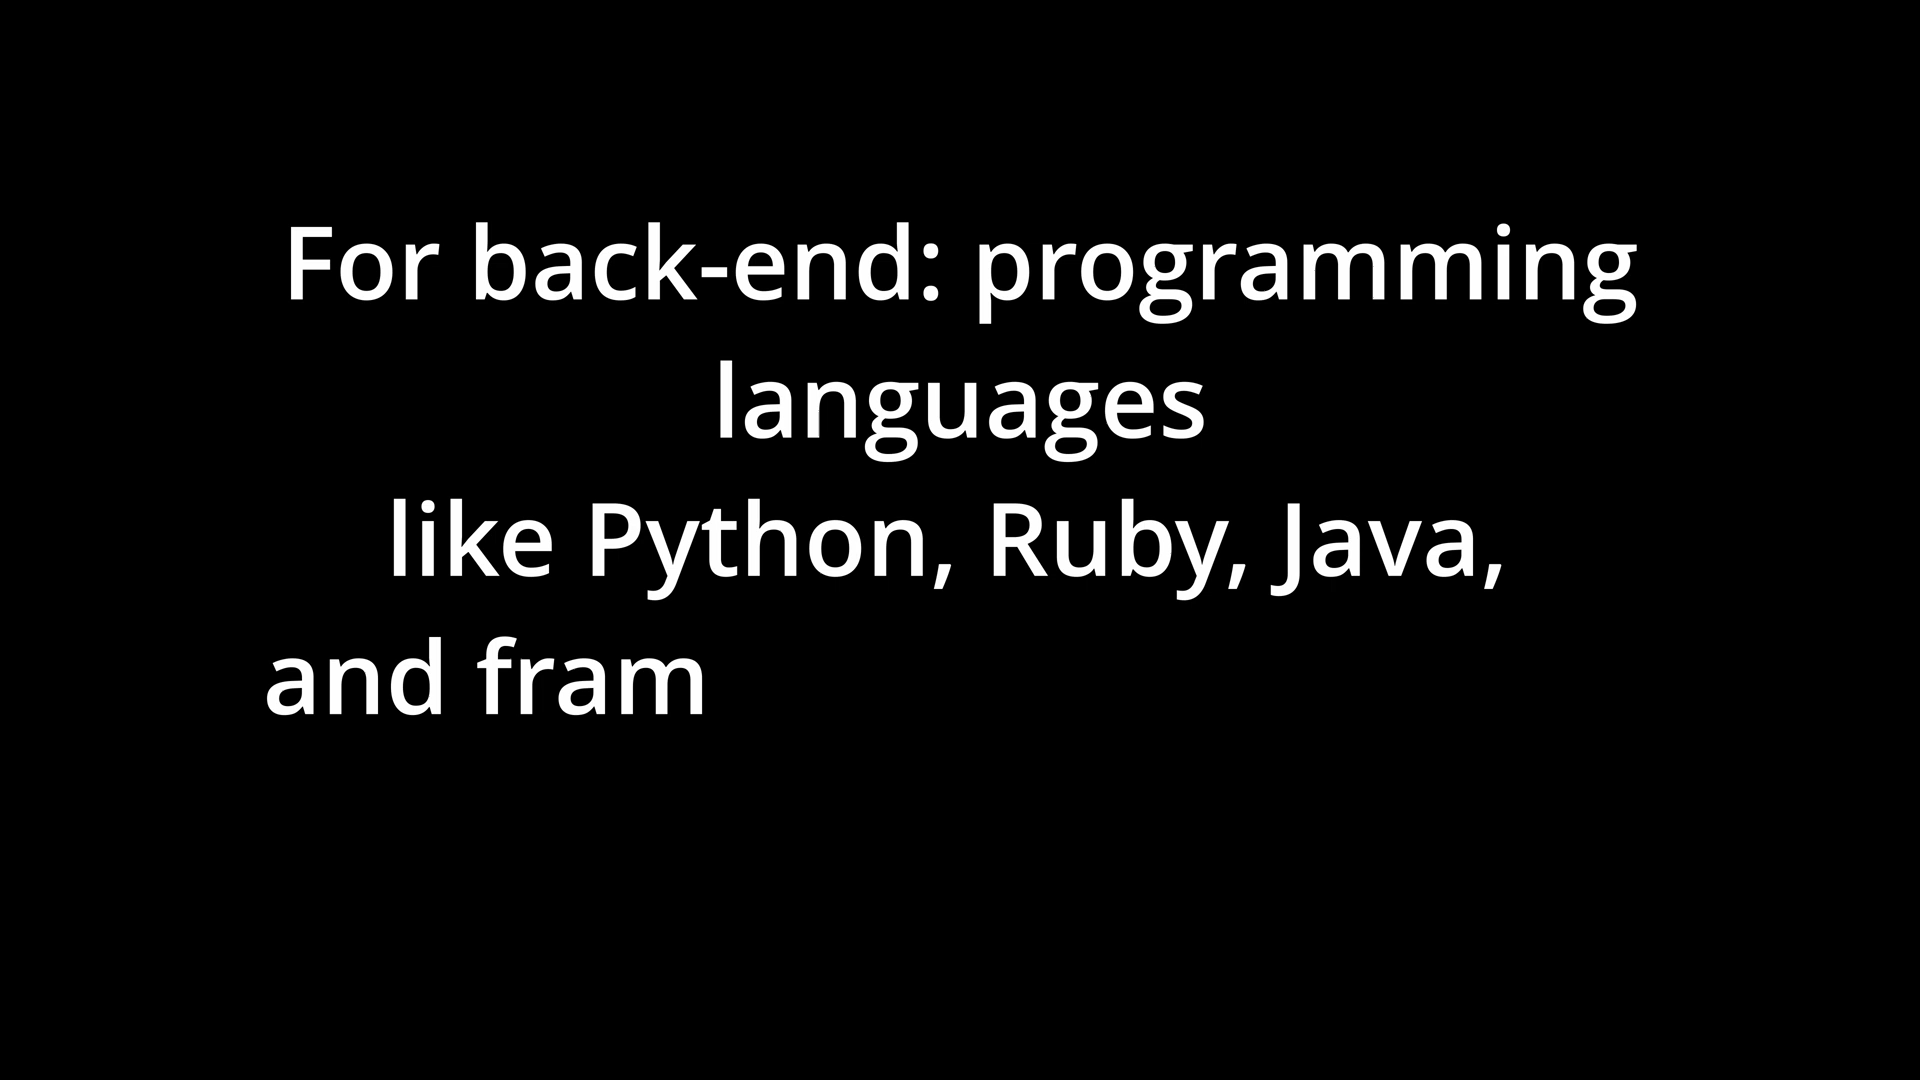 For back-end: programming
languages
like Python, Ruby, Java,
and fram